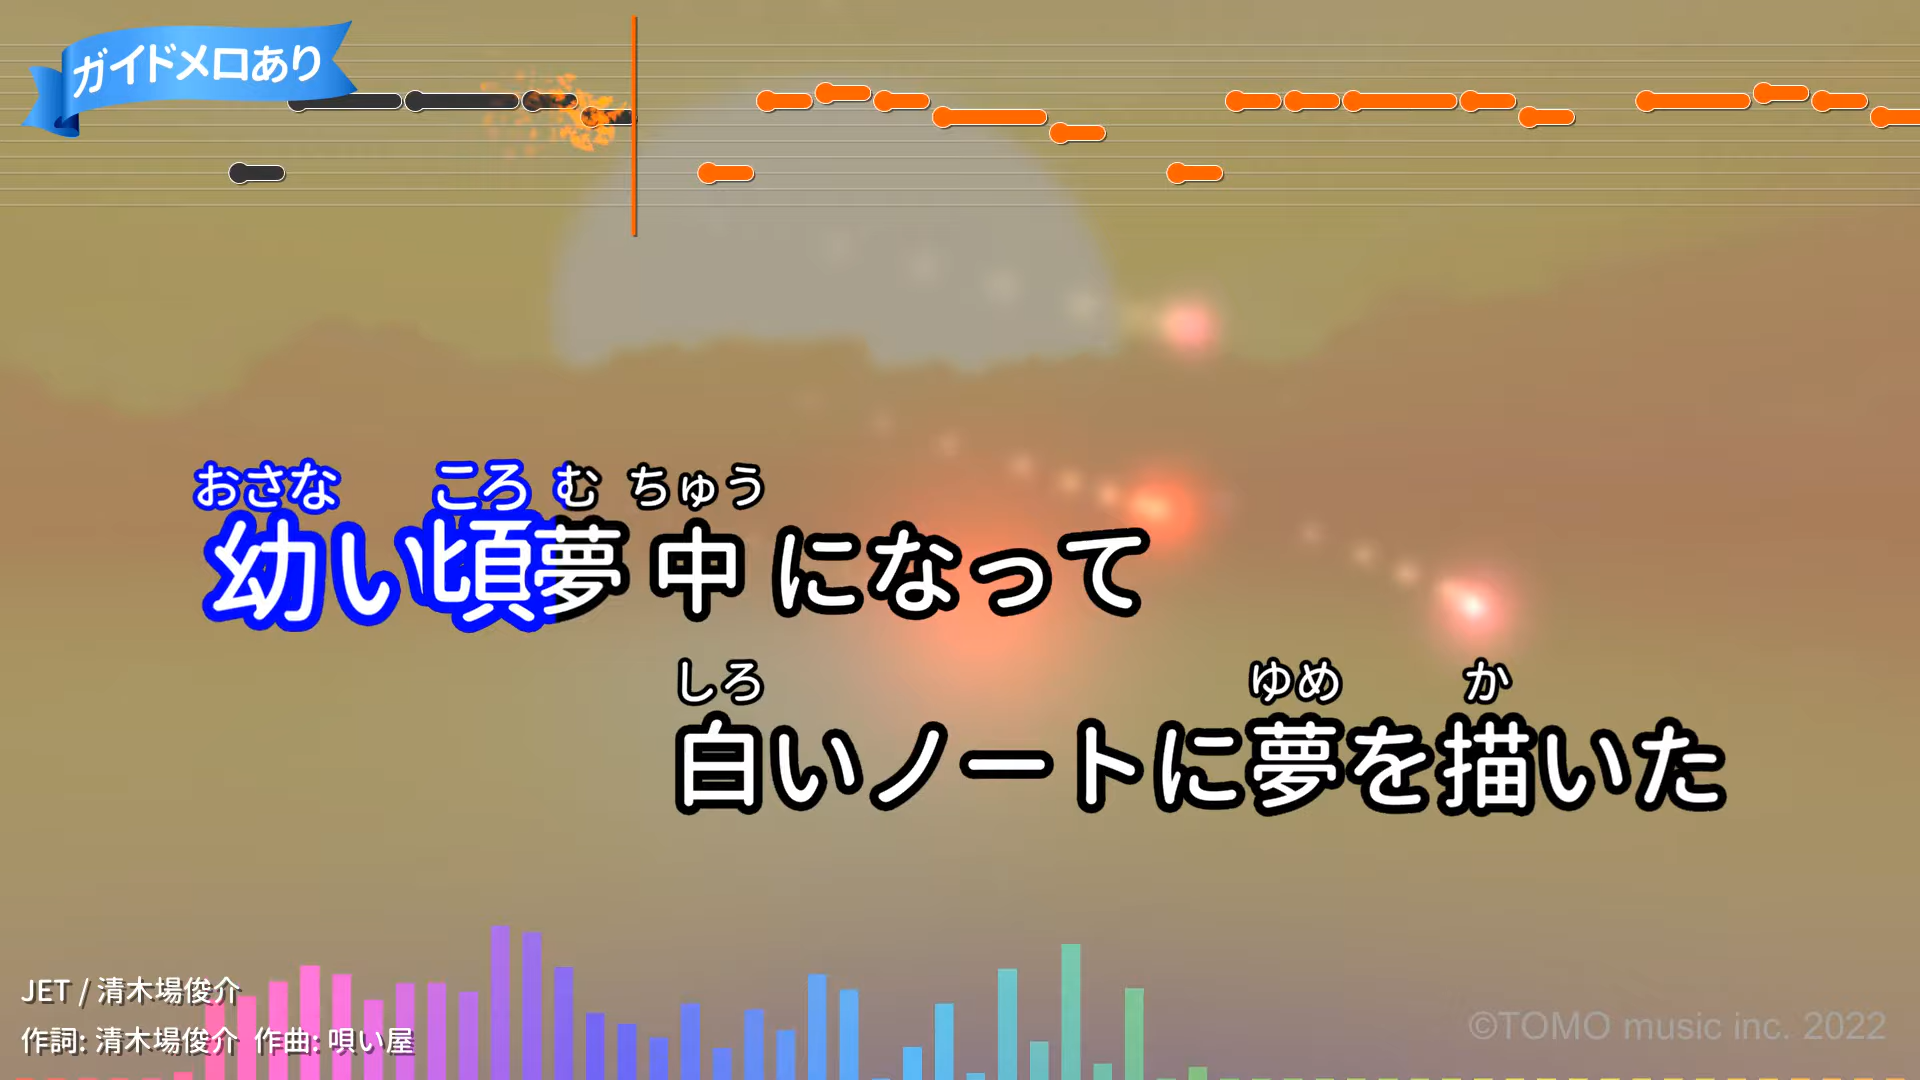 ガイドメロあり
おさな ころ む ちゅう
幼い頃夢中になって
しろ ゆめ か
白いノートに夢を描いた
JET / 清木場俊介
作詞: 清木場俊介 作曲: 唄い屋
©TOMO music inc. 2022